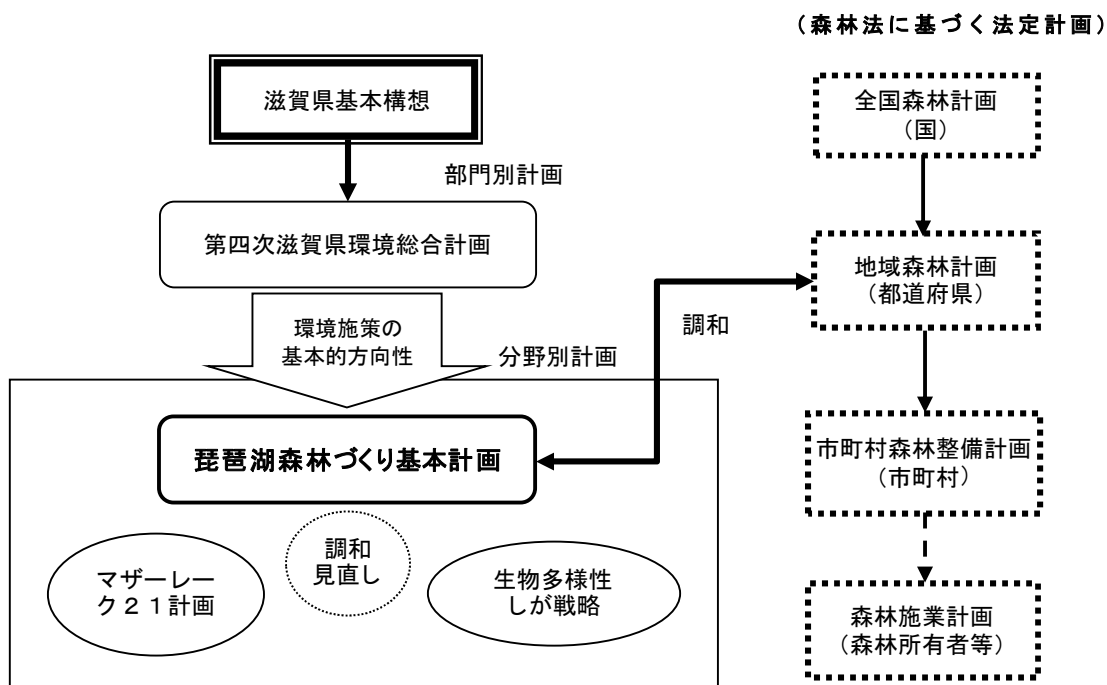 (森林法に基づく法定計画)
滋賀県基本構想
部門別計画
第四次滋賀県環境総合計画
環境施策の
基本的方向性
分野別計画
琵琶湖森林づくり基本計画
調和
見直し
マザーレー
ク２１計画
生物多様性
しが戦略
調和
全国森林計画
(国)
地域森林計画
(都道府県)
市町村森林整備計画
(市町村)
森林施業計画
(森林所有者等)